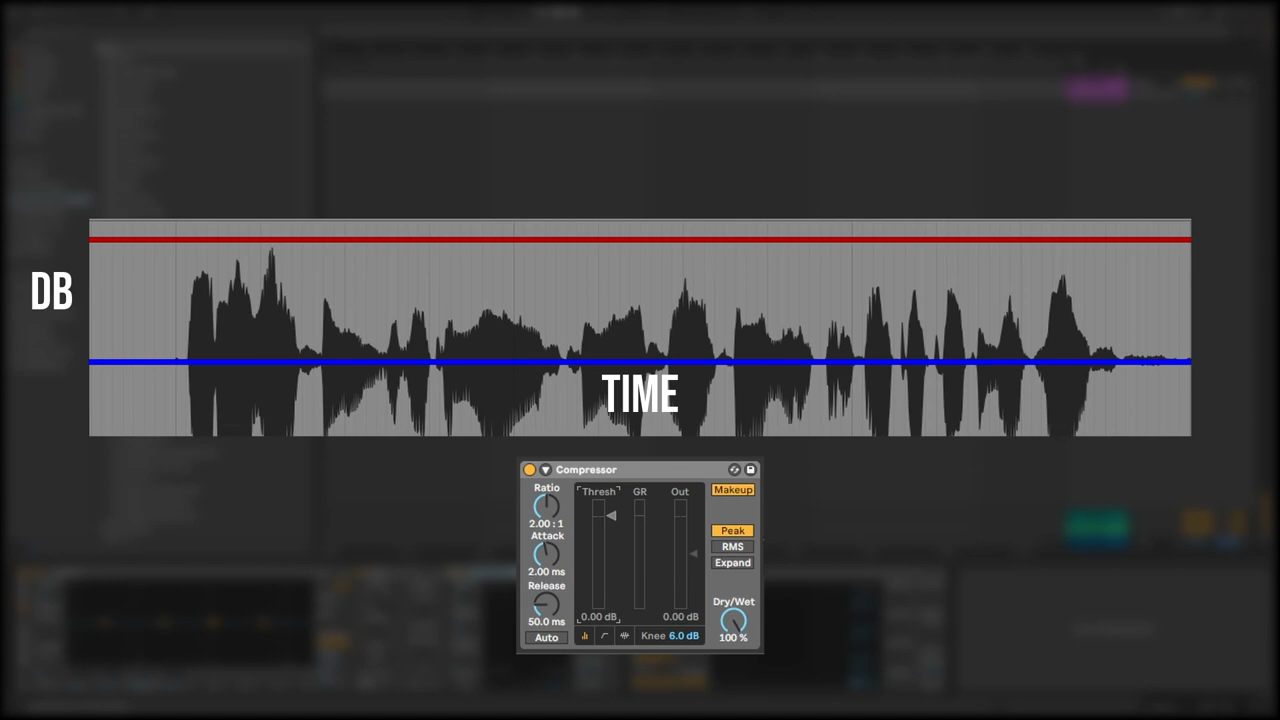 DB
TIME
Compressor
Ratio
2.00 : 1
Attack
2.00 ms
Release
50.0 ms
Auto
Thresh
GR
Out
0.00 dB
0.00 dB
Knee 6.0 dB
Makeup
Peak
RMS
Expand
Dry/Wet
100 %